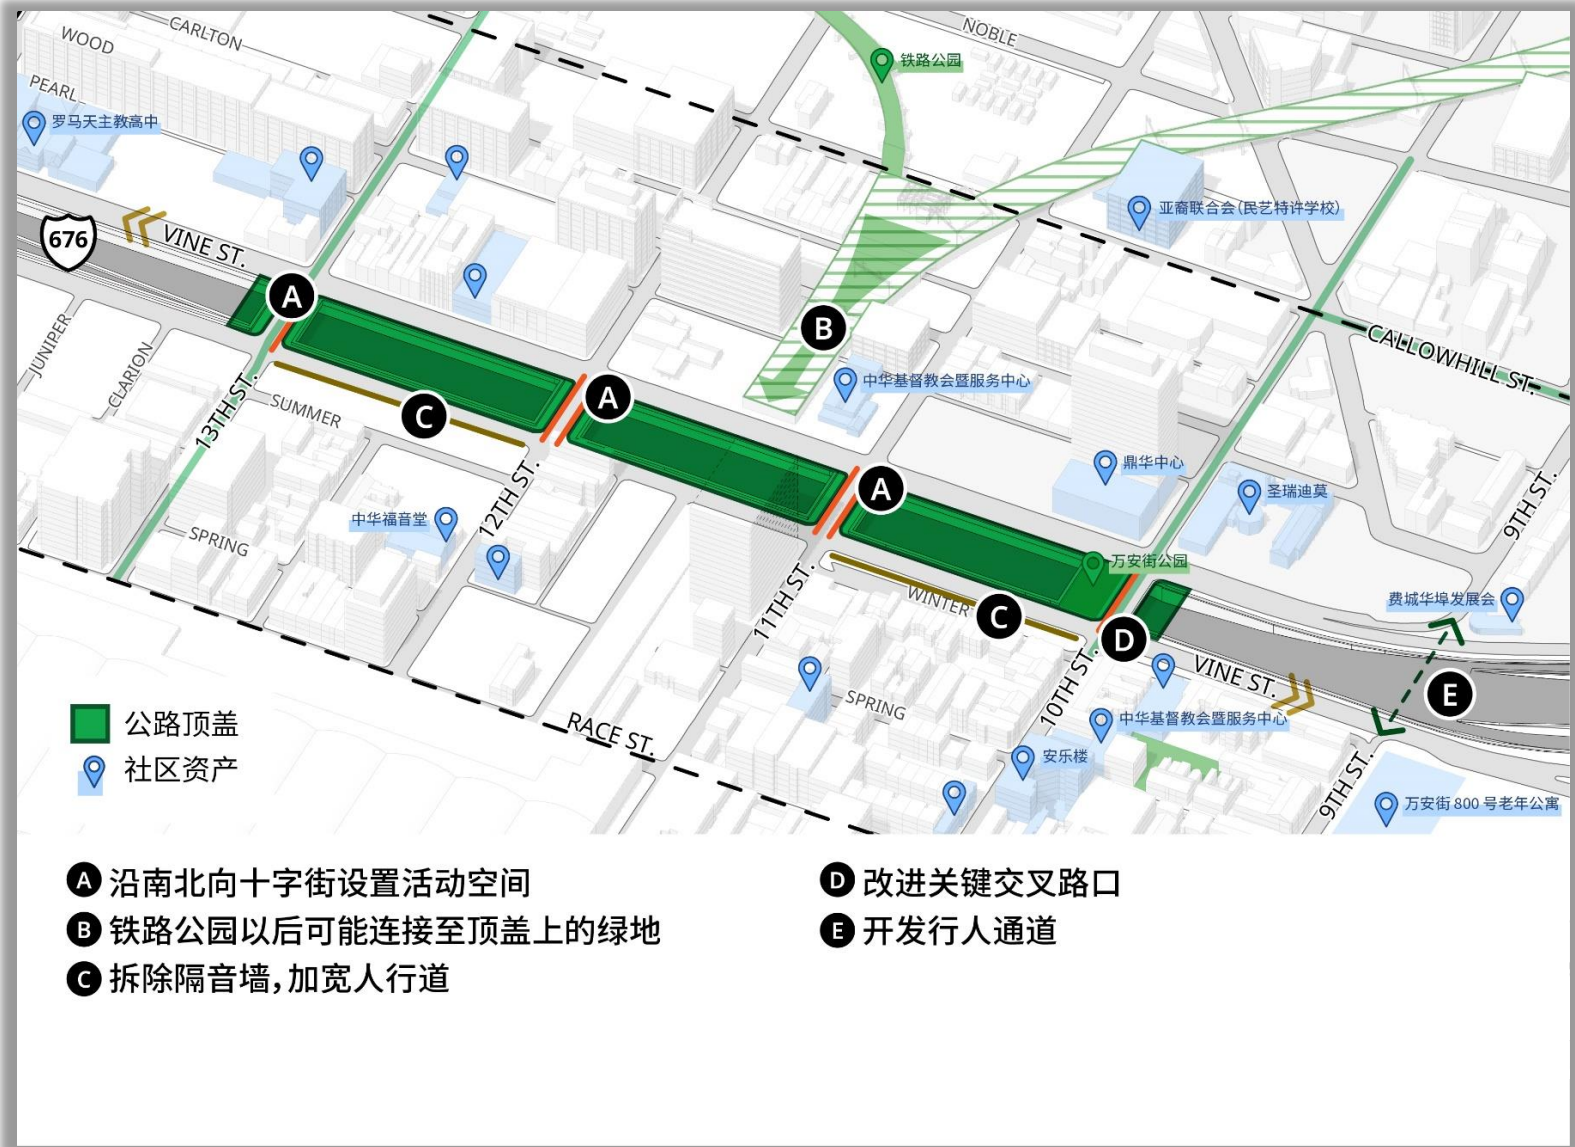 CARLTON
NOBLE
WOOD
铁路公园
PEARL
罗马天主教高中
亚裔联合会(民艺特许学校)
676
VINE ST.
A
B
CALLOWHILL ST.
JUNIPER
CLARION
中华基督教会暨服务中心
A
C
SUMMER
13TH ST.
鼎华中心
A
圣瑞迪莫
12TH ST.
9TH ST.
中华福音堂
SPRING
万安街公园
11TH ST.
WINTER
C
费城华埠发展会
D
VINE ST.
E
10TH ST.
SPRING
RACE ST.
中华基督教会暨服务中心
安乐楼
9TH ST.
万安街 800 号老年公寓
公路顶盖
社区资产
A 沿南北向十字街设置活动空间
B 铁路公园以后可能连接至顶盖上的绿地
C 拆除隔音墙,加宽人行道
D 改进关键交叉路口
E 开发行人通道